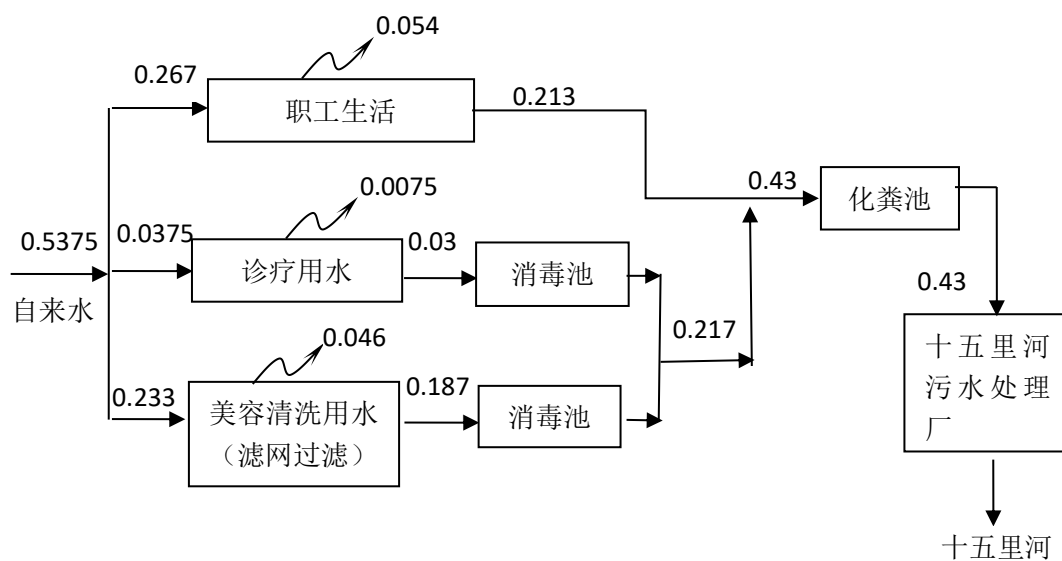 0.054
0.267
职工生活
0.213
0.0075
0.43
化粪池
0.5375
0.0375
诊疗用水
0.03
消毒池
自来水
0.43
0.046
0.217
十五里河
污水处理
厂
0.233
美容清洗用水
（滤网过滤）
0.187
消毒池
十五里河